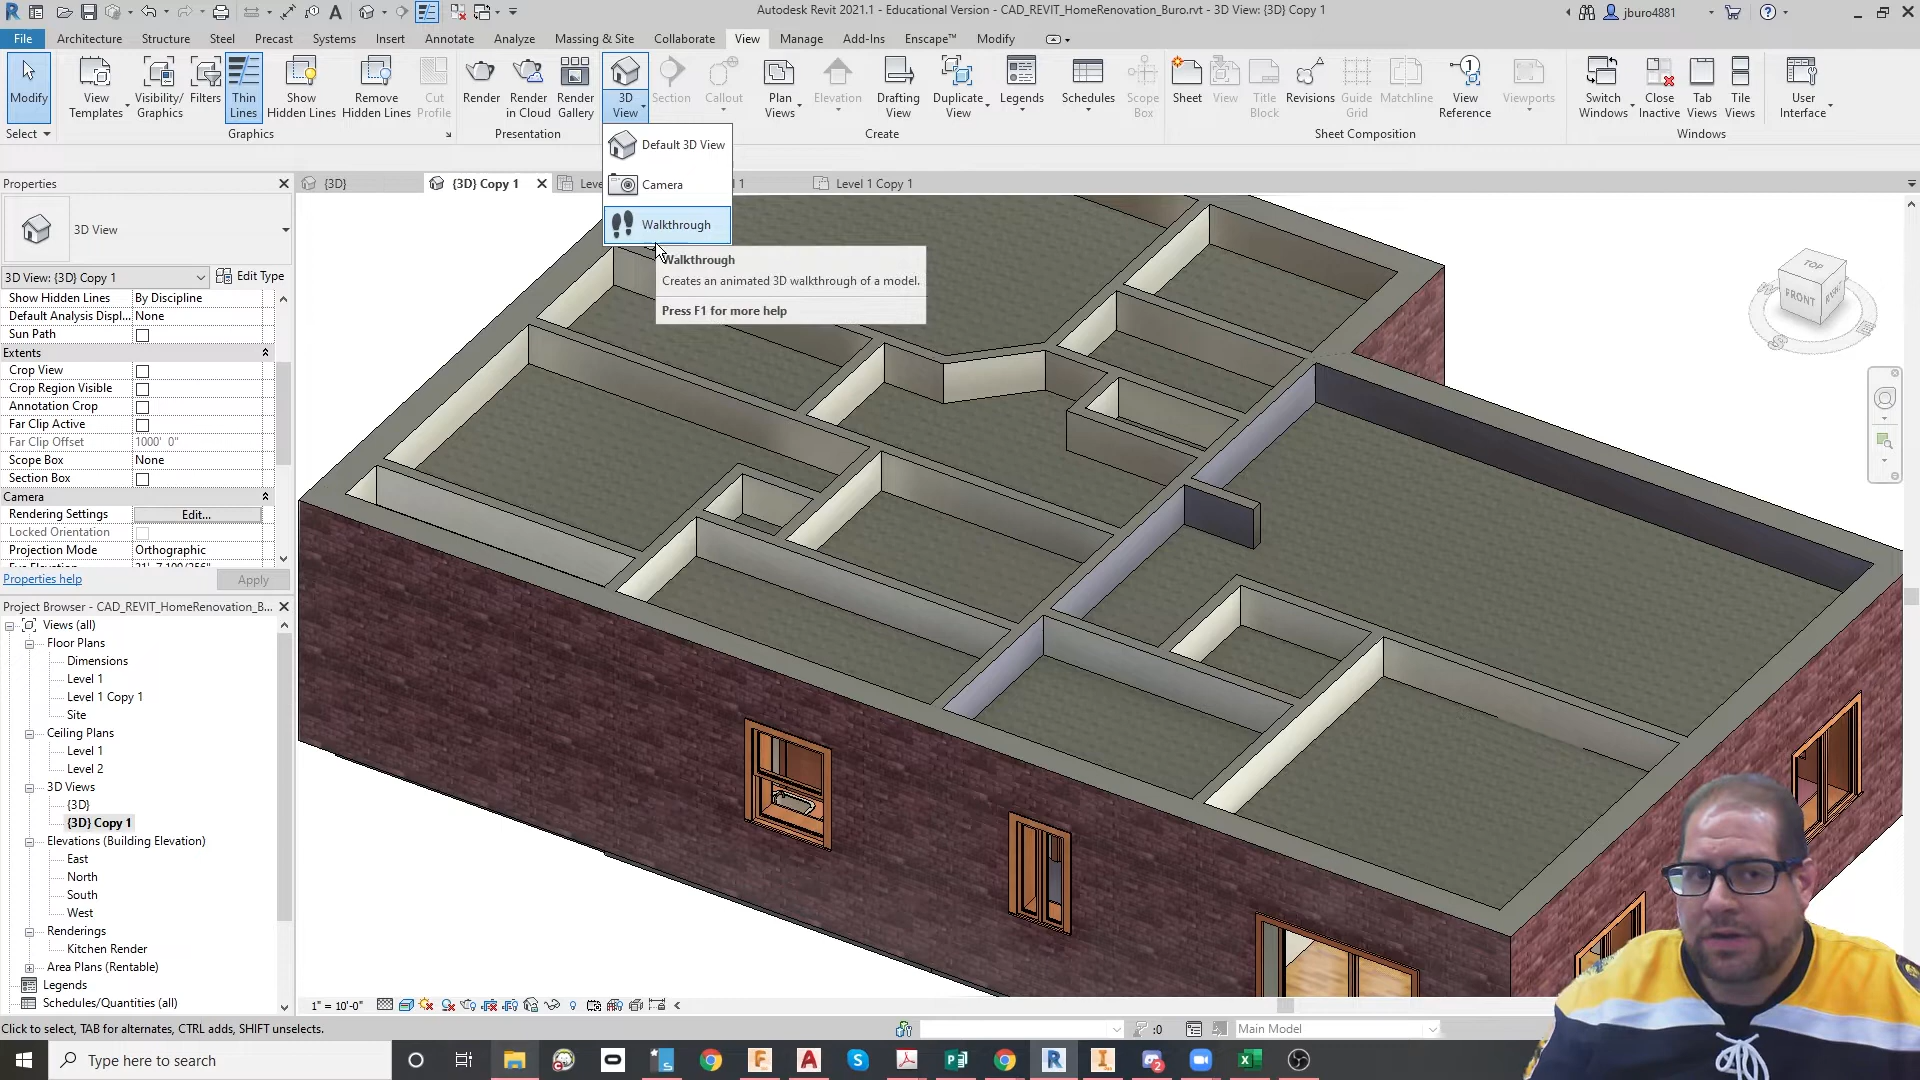 Autodesk Revit 2021.1 - Educational Version - CAD_REVIT_HomeRenovation_Buro.rvt - 3D View: {3D} Copy 1
jburo4881
File Architecture Structure Steel Precast Systems Insert Annotate Analyze Massing & Site Collaborate View Manage Add-Ins Enscape™ Modify
Modify
View Templates
Visibility/ Graphics
Filters
Thin Lines
Show Hidden Lines
Remove Hidden Lines
Cut Profile
Render
Render in Cloud
Render Gallery
3D View
Section
Callout
Plan Views
Elevation
Drafting View
Duplicate View
Legends
Schedules
Scope Box
Sheet
View
Title Block
Revisions
Guide Grid
Matchline
View Reference
Viewports
Switch Windows
Close Inactive
Tab Views
Tile Views
User Interface
Select Graphics Presentation Create Sheet Composition Windows
Default 3D View
Camera
Walkthrough
Walkthrough
Creates an animated 3D walkthrough of a model.
Press F1 for more help
{3D} {3D} Copy 1 Leve 1 Level 1 Copy 1
Properties
3D View
3D View: {3D} Copy 1 Edit Type
Show Hidden Lines By Discipline
Default Analysis Displ... None
Sun Path
Extents
Crop View
Crop Region Visible
Annotation Crop
Far Clip Active
Far Clip Offset 1000' 0"
Scope Box None
Section Box
Camera
Rendering Settings Edit...
Locked Orientation
Projection Mode Orthographic
Properties help Apply
Project Browser - CAD_REVIT_HomeRenovation_B...
Views (all)
Floor Plans
Dimensions
Level 1
Level 1 Copy 1
Site
Ceiling Plans
Level 1
Level 2
3D Views
{3D}
{3D} Copy 1
Elevations (Building Elevation)
East
North
South
West
Renderings
Kitchen Render
Area Plans (Rentable)
Legends
Schedules/Quantities (all)
TOP
FRONT
RIGHT
1" = 10'-0"
Click to select, TAB for alternates, CTRL adds, SHIFT unselects.
:0
Main Model
Type here to search